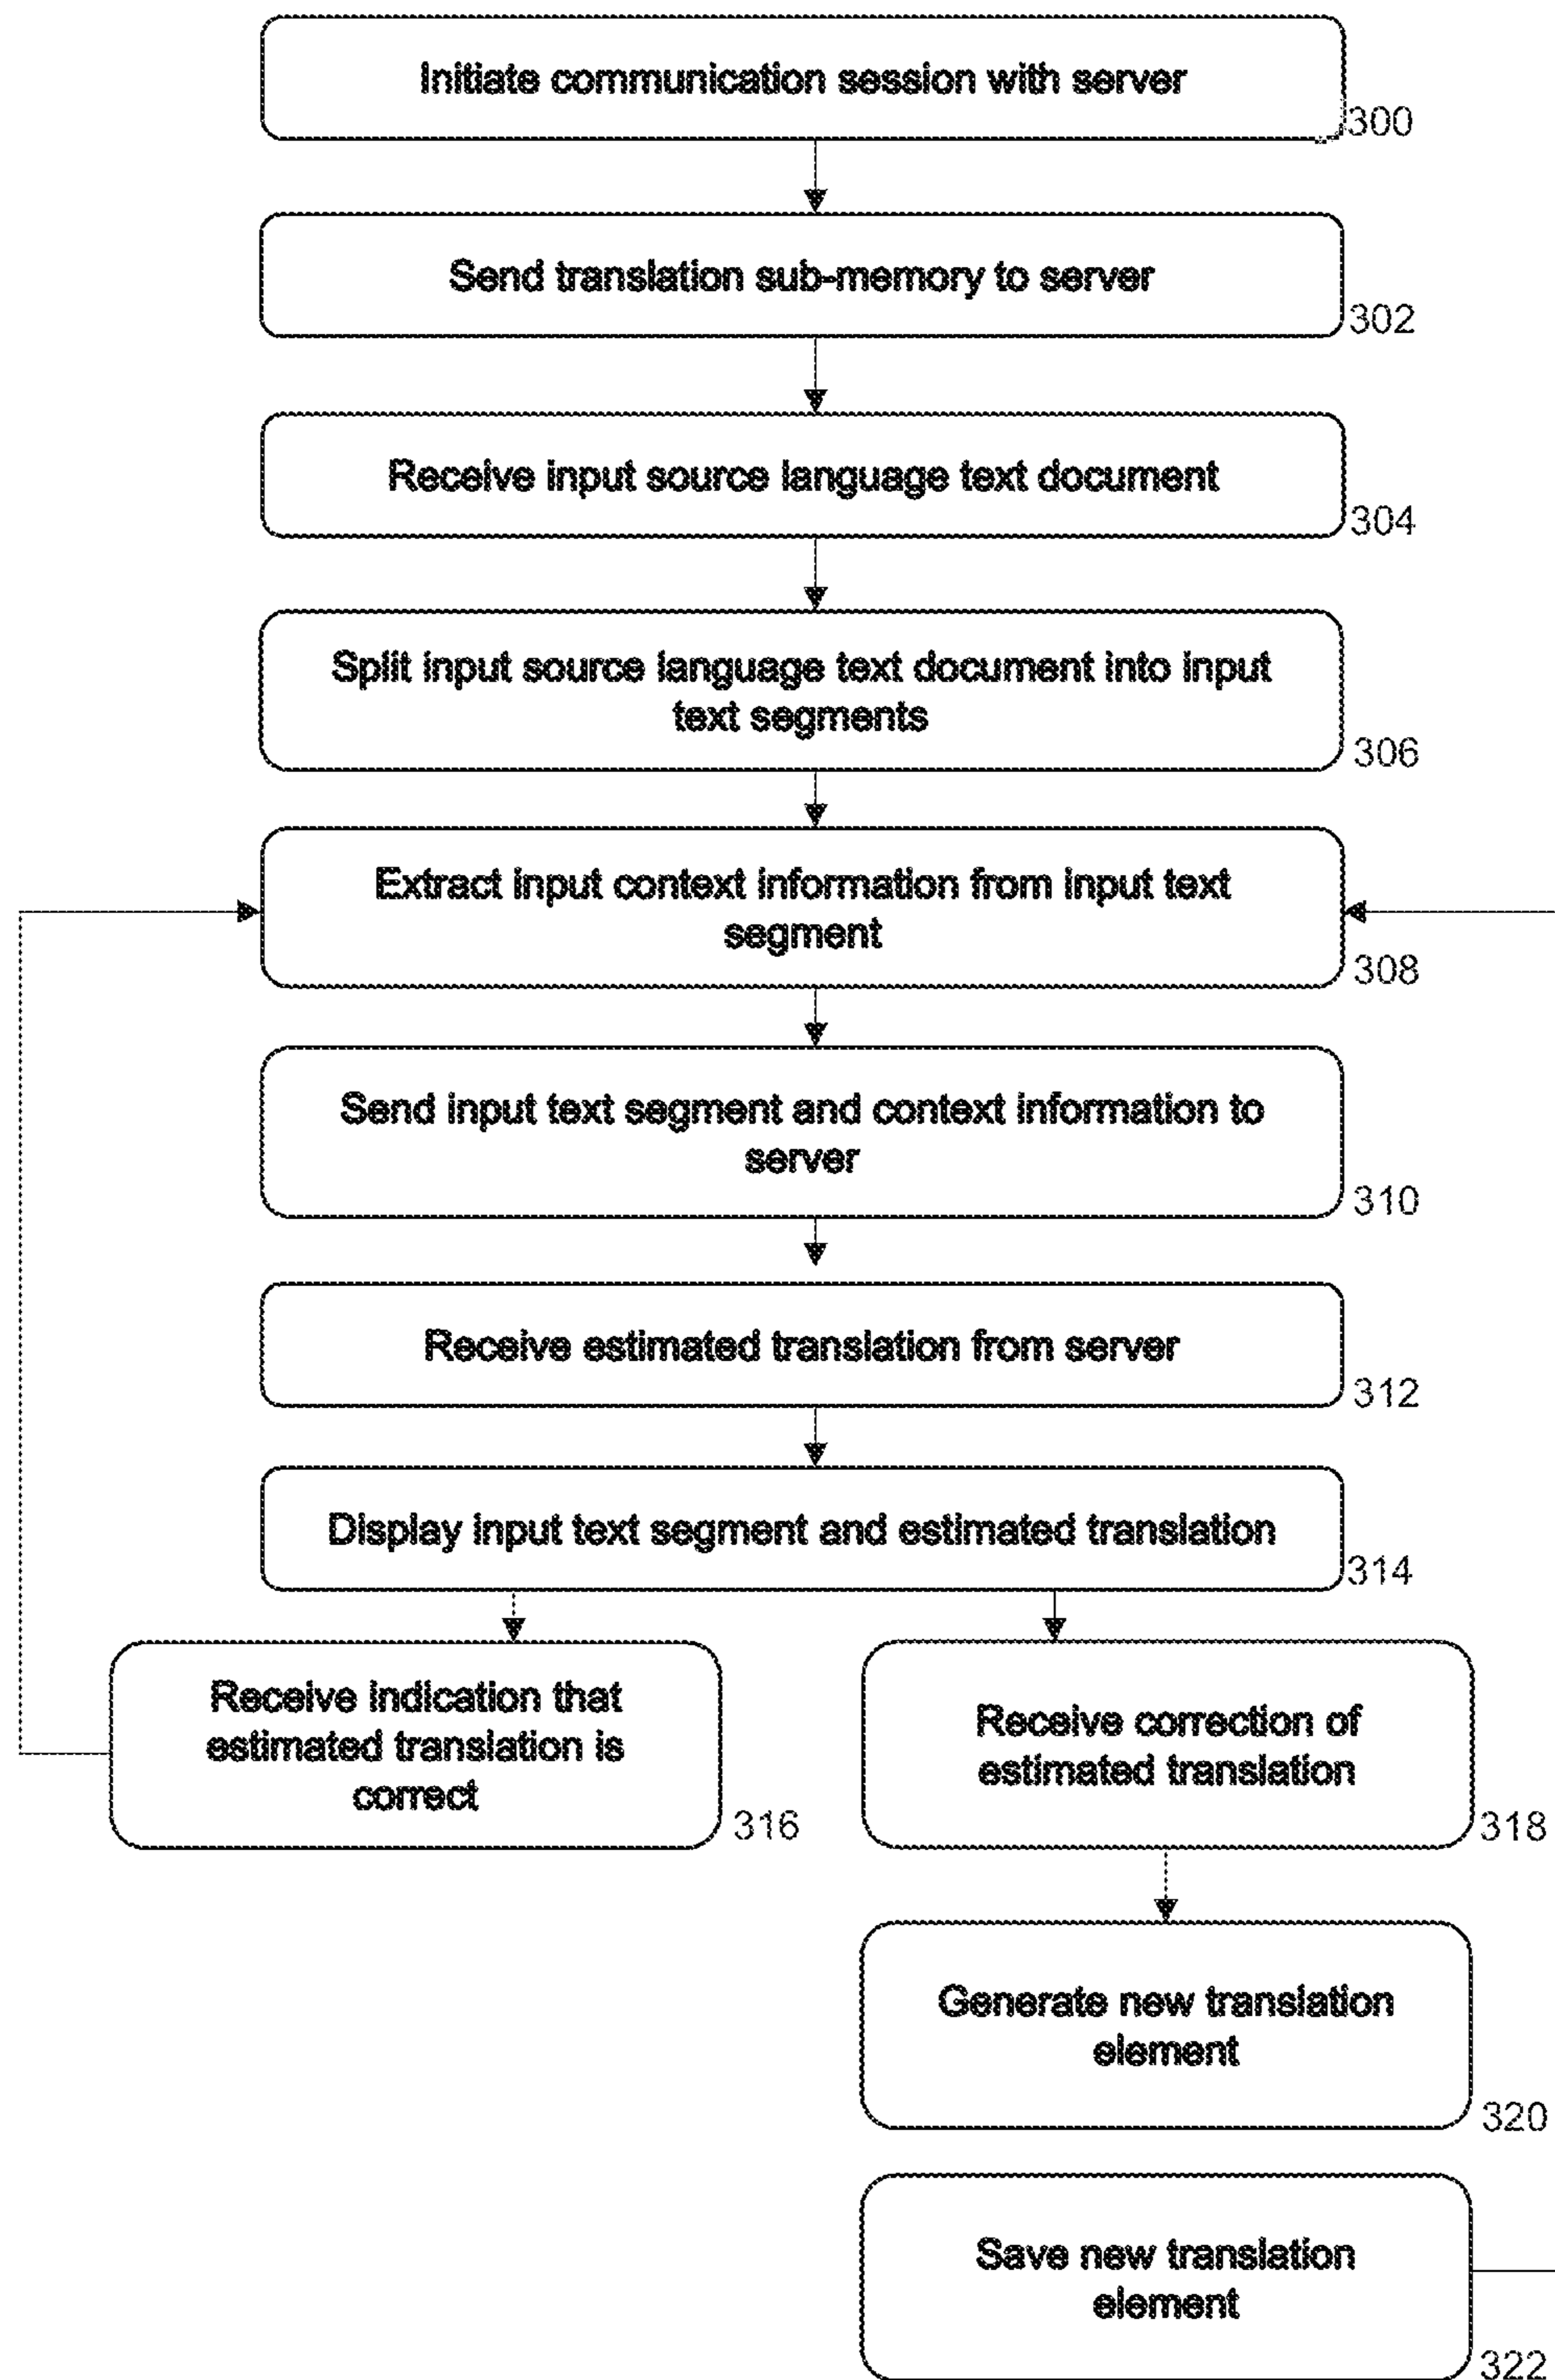 Initiate communication session with server
300
Send translation sub-memory to server
302
Receive input source language text document
304
Split input source language text document into input
text segments
306
Extract input context information from input text
segment
308
Send input text segment and context information to
server
310
Receive estimated translation from server
312
Display input text segment and estimated translation
314
Receive indication that
estimated translation is
correct
316
Receive correction of
estimated translation
318
Generate new translation
element
320
Save new translation
element
322